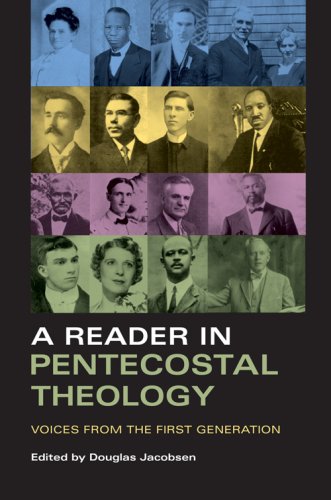 A READER IN
PENTECOSTAL
THEOLOGY
VOICES FROM THE FIRST GENERATION
Edited by Douglas Jacobsen